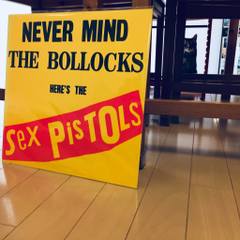 NEVER MIND
THE BOLLOCKS
HERE'S THE
Sex PisTOLs